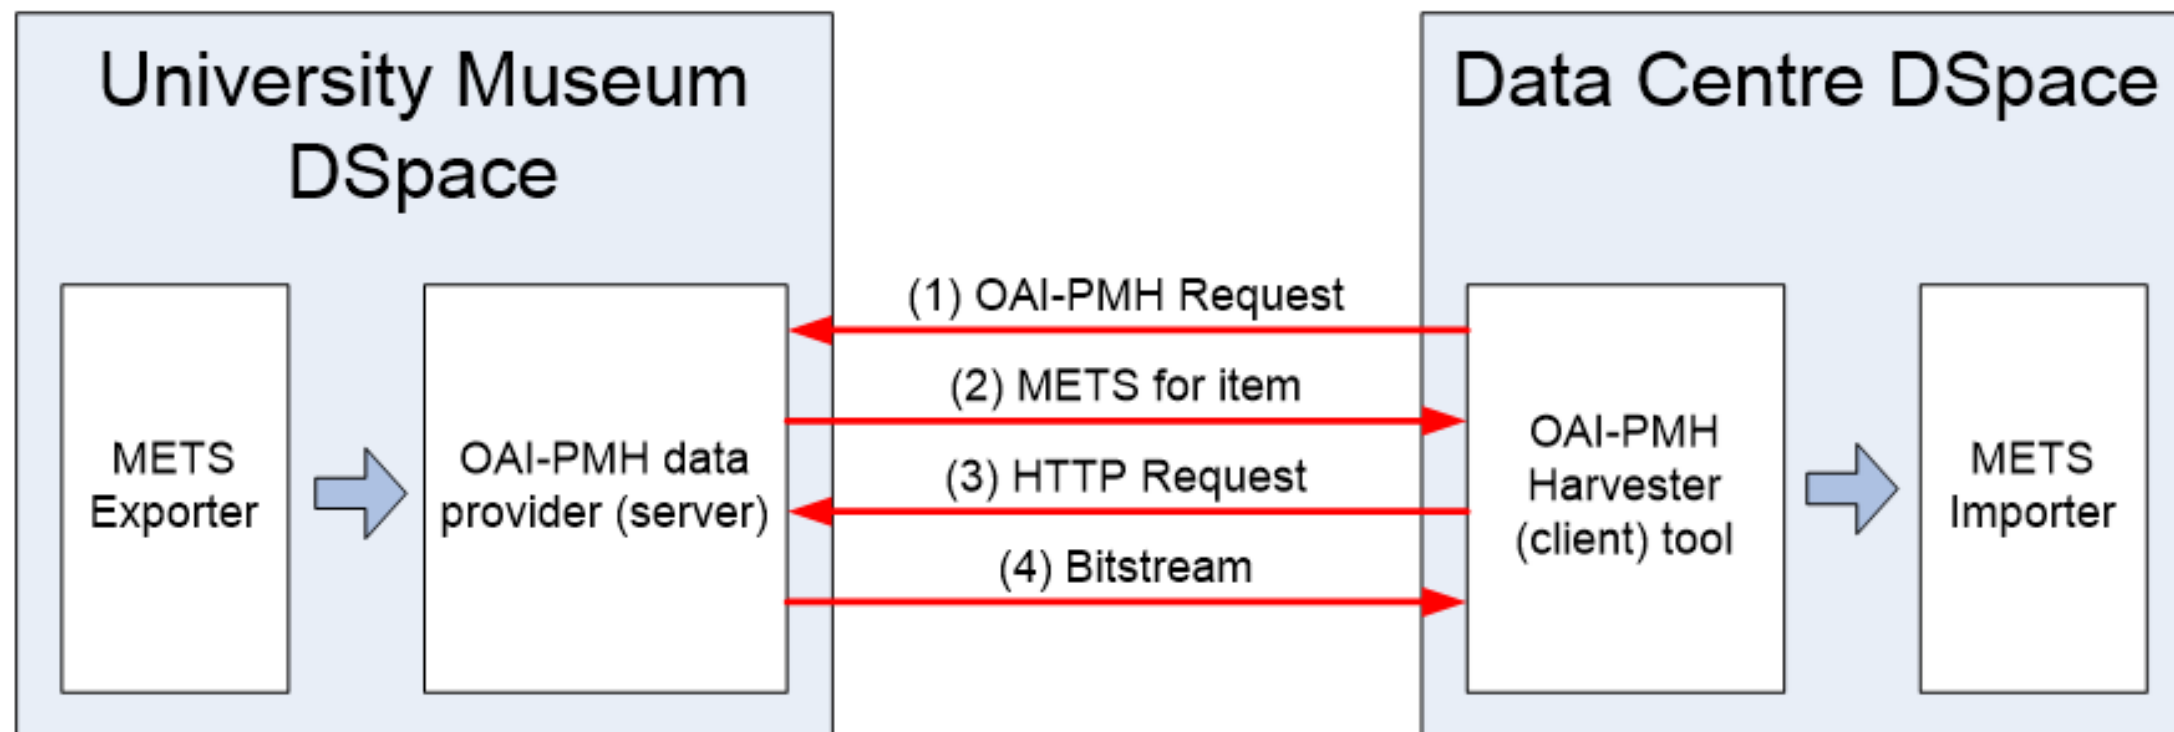 University Museum
DSpace
Data Centre DSpace
METS
Exporter
OAI-PMH data
provider (server)
(1) OAI-PMH Request
(2) METS for item
(3) HTTP Request
(4) Bitstream
OAI-PMH
Harvester
(client) tool
METS
Importer